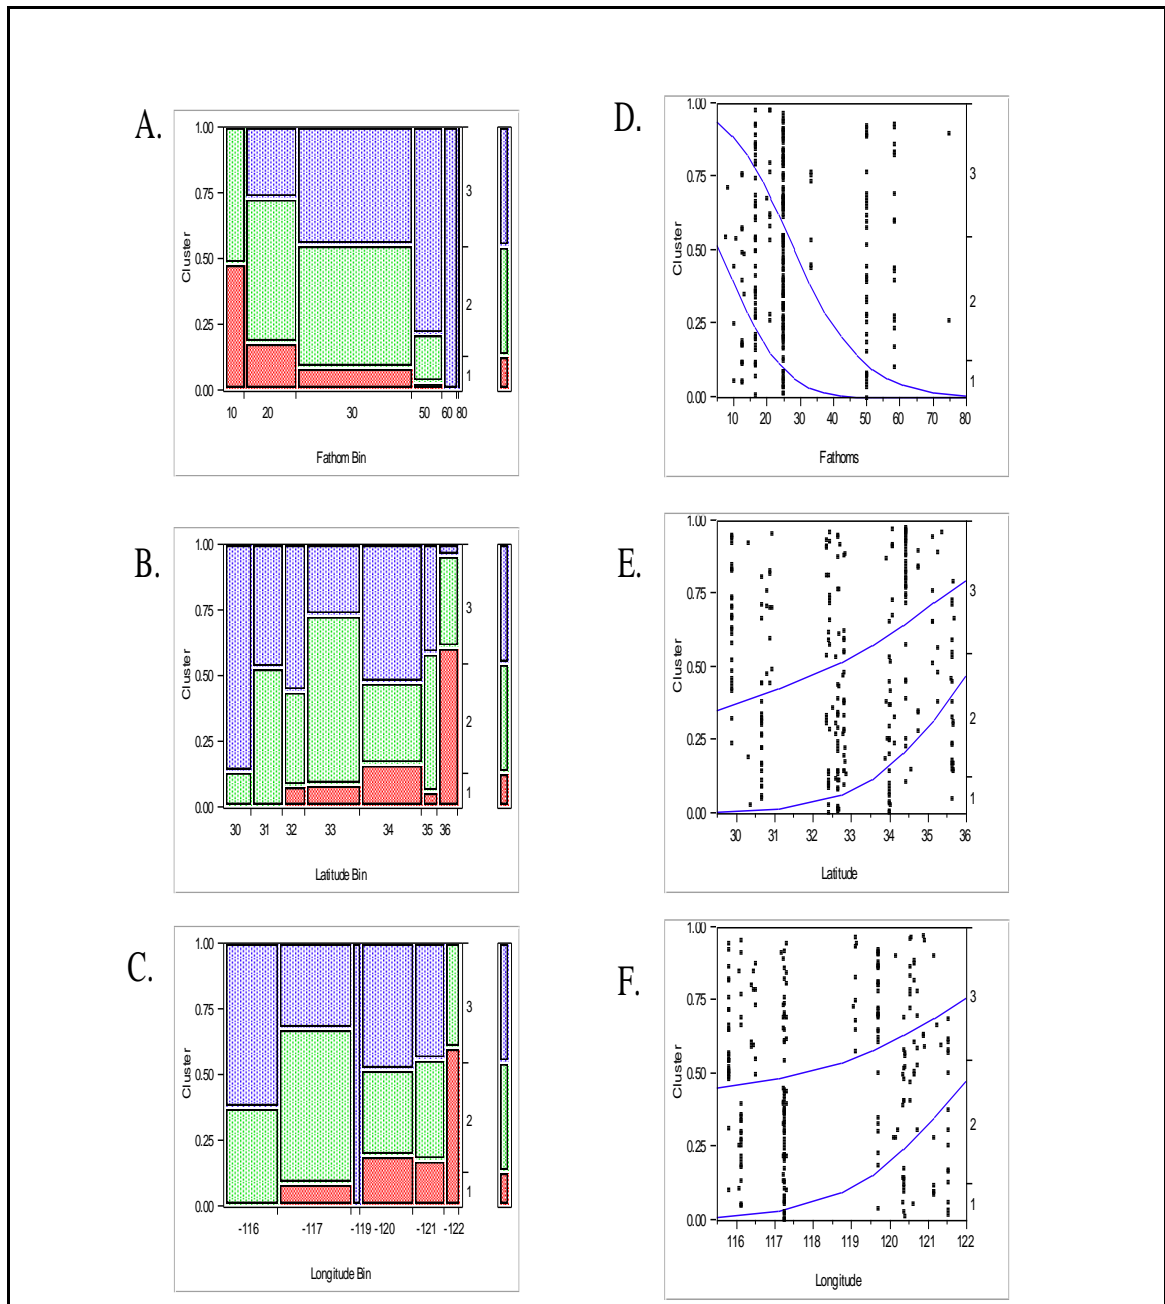 A.
1.00
0.75
0.50
0.25
0.00
Cluster
3
2
1
10 20 30 50 60 80
Fathom Bin
D.
1.00
0.75
0.50
0.25
0.00
Cluster
3
2
1
10 20 30 40 50 60 70 80
Fathoms
B.
1.00
0.75
0.50
0.25
0.00
Cluster
3
2
1
30 31 32 33 34 35 36
Latitude Bin
E.
1.00
0.75
0.50
0.25
0.00
Cluster
3
2
1
30 31 32 33 34 35 36
Latitude
C.
1.00
0.75
0.50
0.25
0.00
Cluster
3
2
1
-116 -117 -119 -120 -121 -122
Longitude Bin
F.
1.00
0.75
0.50
0.25
0.00
Cluster
3
2
1
116 117 118 119 120 121 122
Longitude